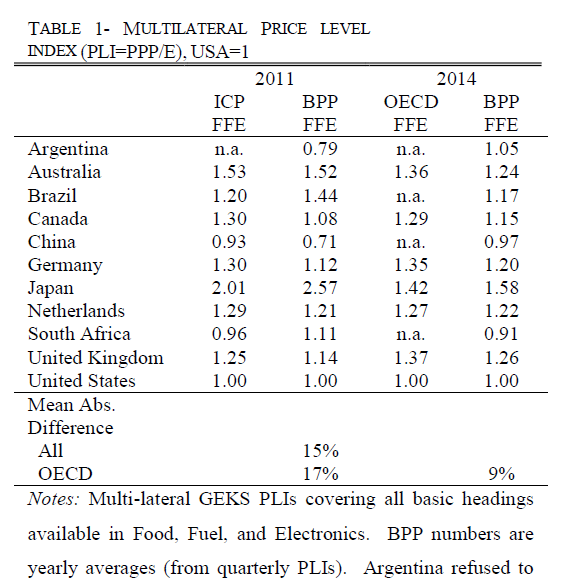 TABLE 1- MULTILATERAL PRICE LEVEL
INDEX (PLI=PPP/E), USA=1
2011 2014
ICP BPP OECD BPP
FFE FFE FFE FFE
Argentina n.a. 0.79 n.a. 1.05
Australia 1.53 1.52 1.36 1.24
Brazil 1.20 1.44 n.a. 1.17
Canada 1.30 1.08 1.29 1.15
China 0.93 0.71 n.a. 0.97
Germany 1.30 1.12 1.35 1.20
Japan 2.01 2.57 1.42 1.58
Netherlands 1.29 1.21 1.27 1.22
South Africa 0.96 1.11 n.a. 0.91
United Kingdom 1.25 1.14 1.37 1.26
United States 1.00 1.00 1.00 1.00
Mean Abs.
Difference
All 15%
OECD 17% 9%
Notes: Multi-lateral GEKS PLIs covering all basic headings
available in Food, Fuel, and Electronics. BPP numbers are
yearly averages (from quarterly PLIs). Argentina refused to